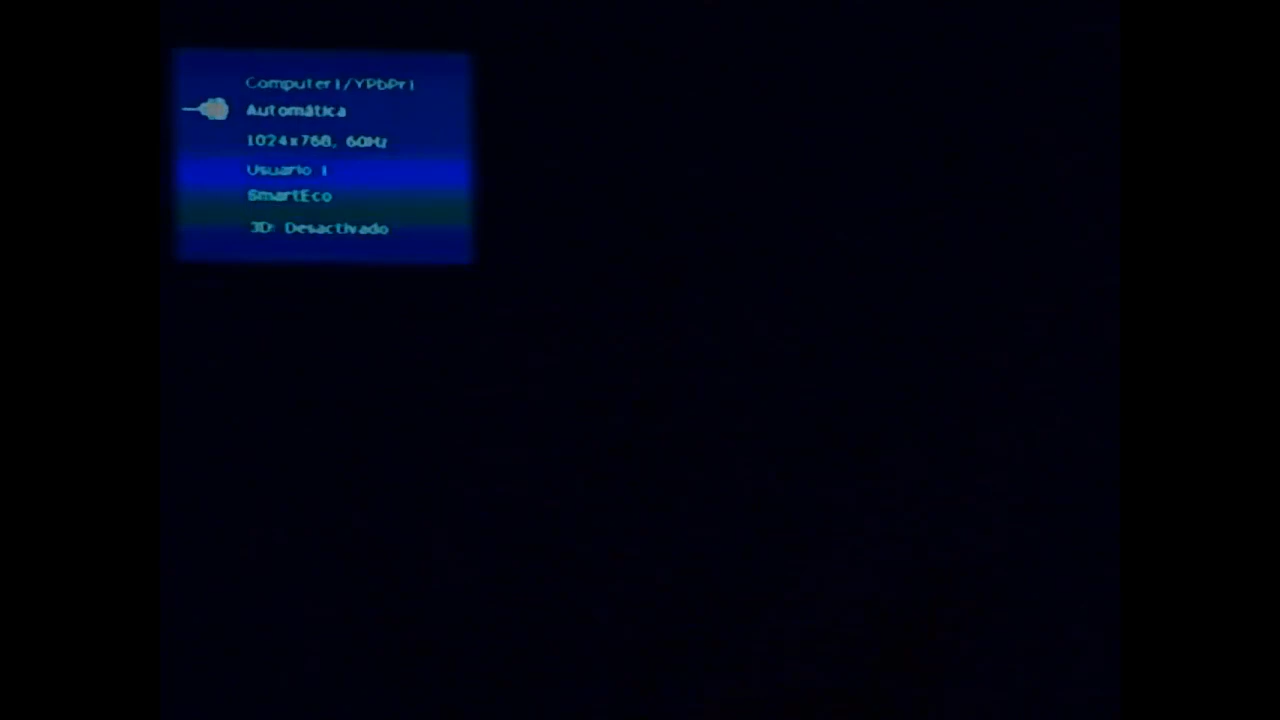 Computer1/YPbPr1
Automática
1024x768, 60Hz
Usuario 1
SmartEco
3D: Desactivado